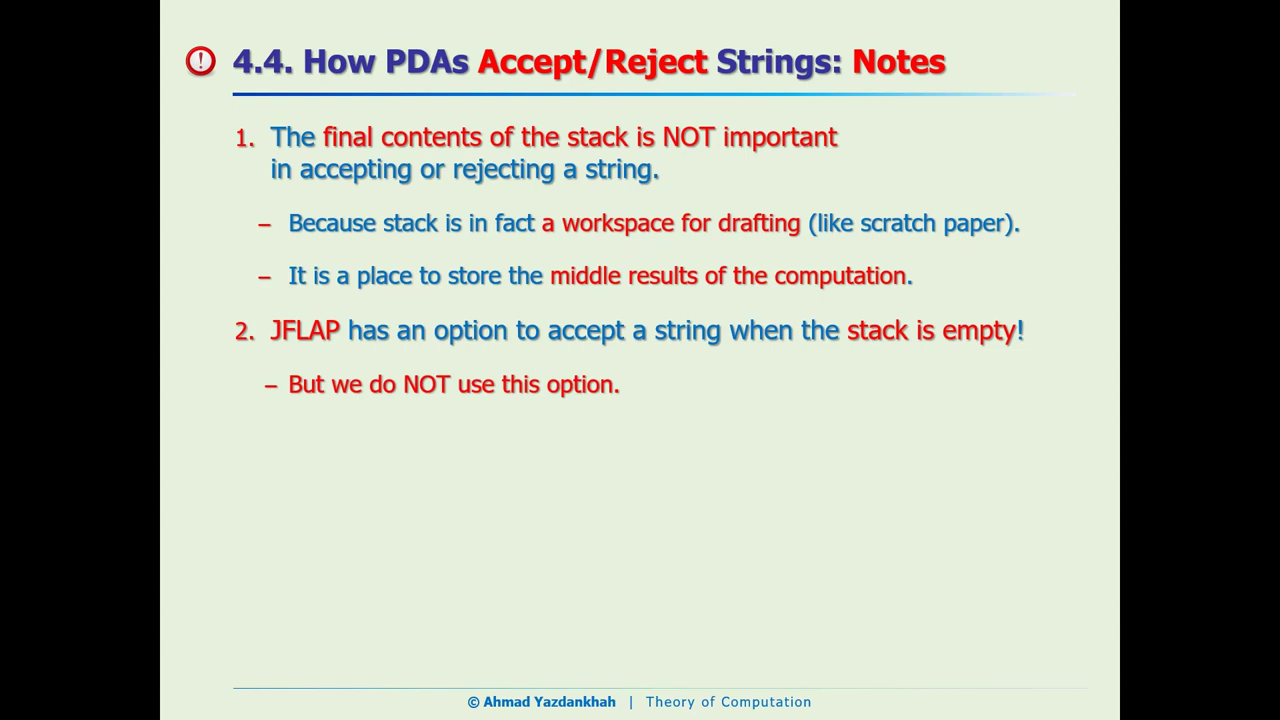 4.4. How PDAs Accept/Reject Strings: Notes
1. The final contents of the stack is NOT important
in accepting or rejecting a string.
– Because stack is in fact a workspace for drafting (like scratch paper).
– It is a place to store the middle results of the computation.
2. JFLAP has an option to accept a string when the stack is empty!
– But we do NOT use this option.
© Ahmad Yazdankhah | Theory of Computation